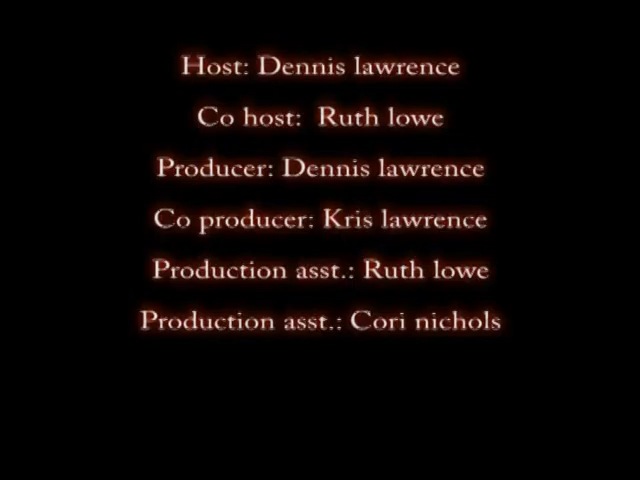 Host: Dennis lawrence
Co host: Ruth lowe
Producer: Dennis lawrence
Co producer: Kris lawrence
Production asst.: Ruth lowe
Production asst.: Cori nichols